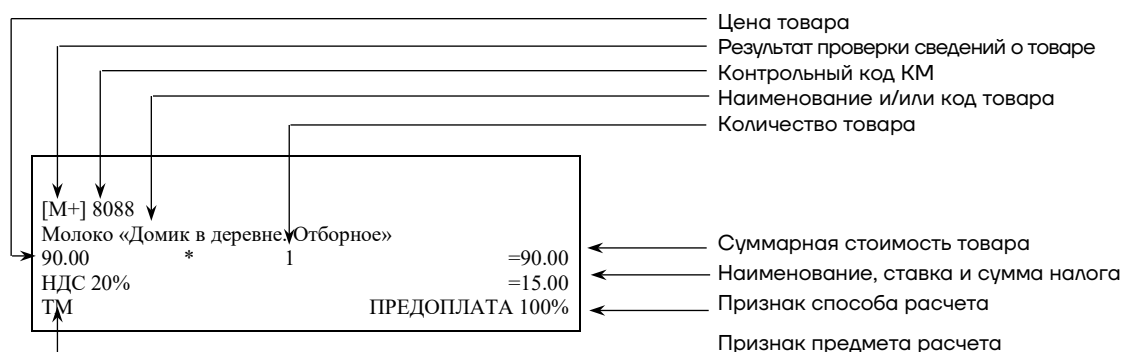 Цена товара
Результат проверки сведений о товаре
Контрольный код КМ
Наименование и/или код товара
Количество товара
[М+] 8088
Молоко «Домик в деревне. Отборное»
90.00 * 1 =90.00
НДС 20% =15.00
ТМ ПРЕДОПЛАТА 100%
Суммарная стоимость товара
Наименование, ставка и сумма налога
Признак способа расчета
Признак предмета расчета